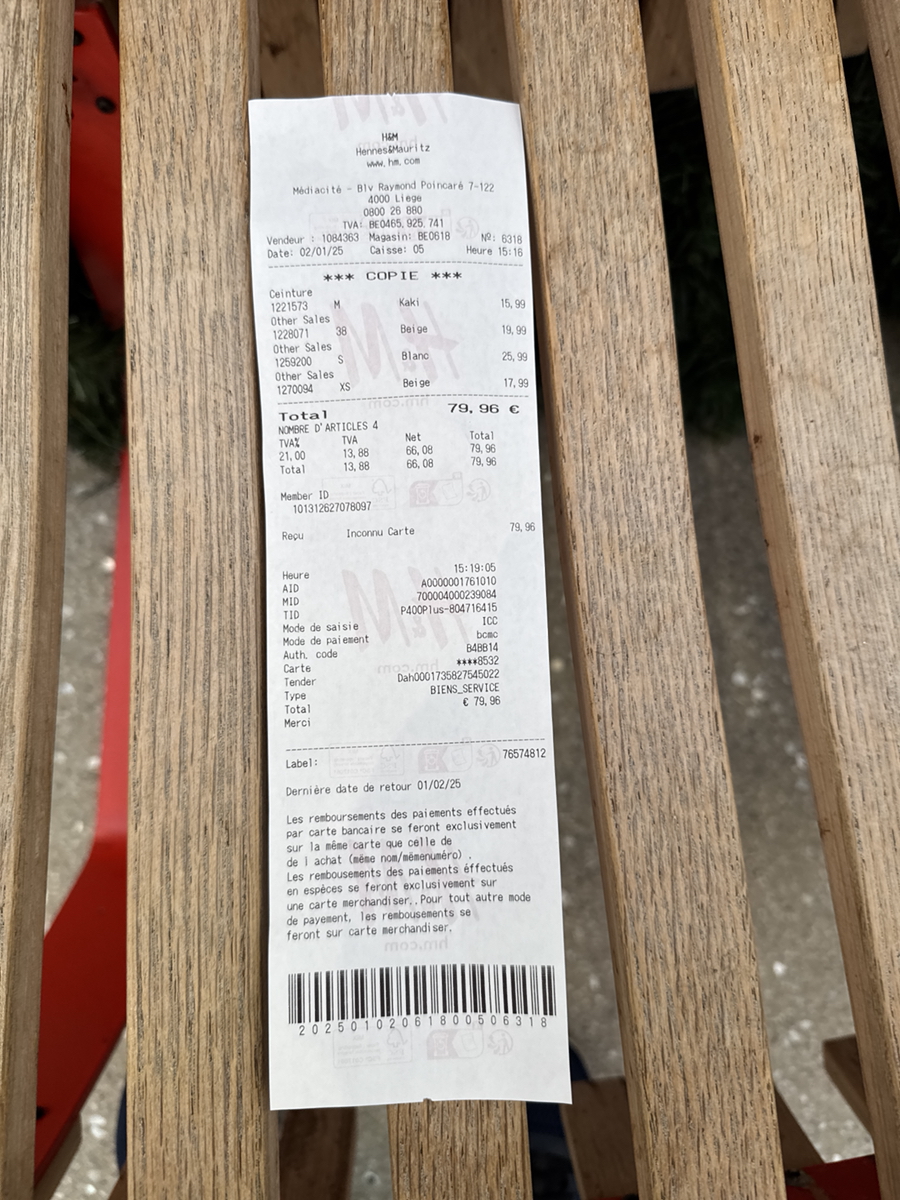 H&M
Hennes&Mauritz
www.hm.com
Médiacité - Blv Raymond Poincaré 7-122
4000 Liege
0800 26 880
TVA: BE0465.925.741
Vendeur : 1084363 Magasin: BE0618 Nº: 6318
Date: 02/01/25 Caisse: 05 Heure 15:16
*** COPIE ***
Ceinture
1221573 M Kaki 15,99
Other Sales
1228071 38 Beige 19,99
Other Sales
1259200 S Blanc 25,99
Other Sales
1270094 XS Beige 17,99
Total 79,96 €
NOMBRE D'ARTICLES 4
TVA% TVA Net Total
21,00 13,88 66,08 79,96
Total 13,88 66,08 79,96
Member ID
101312627078097
Reçu Inconnu Carte 79,96
Heure 15:19:05
AID A0000001761010
MID 700004000239084
TID P400Plus-804716415
Mode de saisie ICC
Mode de paiement bcmc
Auth. code B4BB14
Carte ****8532
Tender Dah0001735827545022
Type BIENS_SERVICE
Total € 79,96
Merci
Label: 76574812
Dernière date de retour 01/02/25
Les remboursements des paiements effectués
par carte bancaire se feront exclusivement
sur la même carte que celle de
de l achat (même nom/mêmenuméro) .
Les rembousements des paiements éffectués
en espèces se feront exclusivement sur
une carte merchandiser..Pour tout autre mode
de payement, les rembousements se
feront sur carte merchandiser.
20250102061800506318